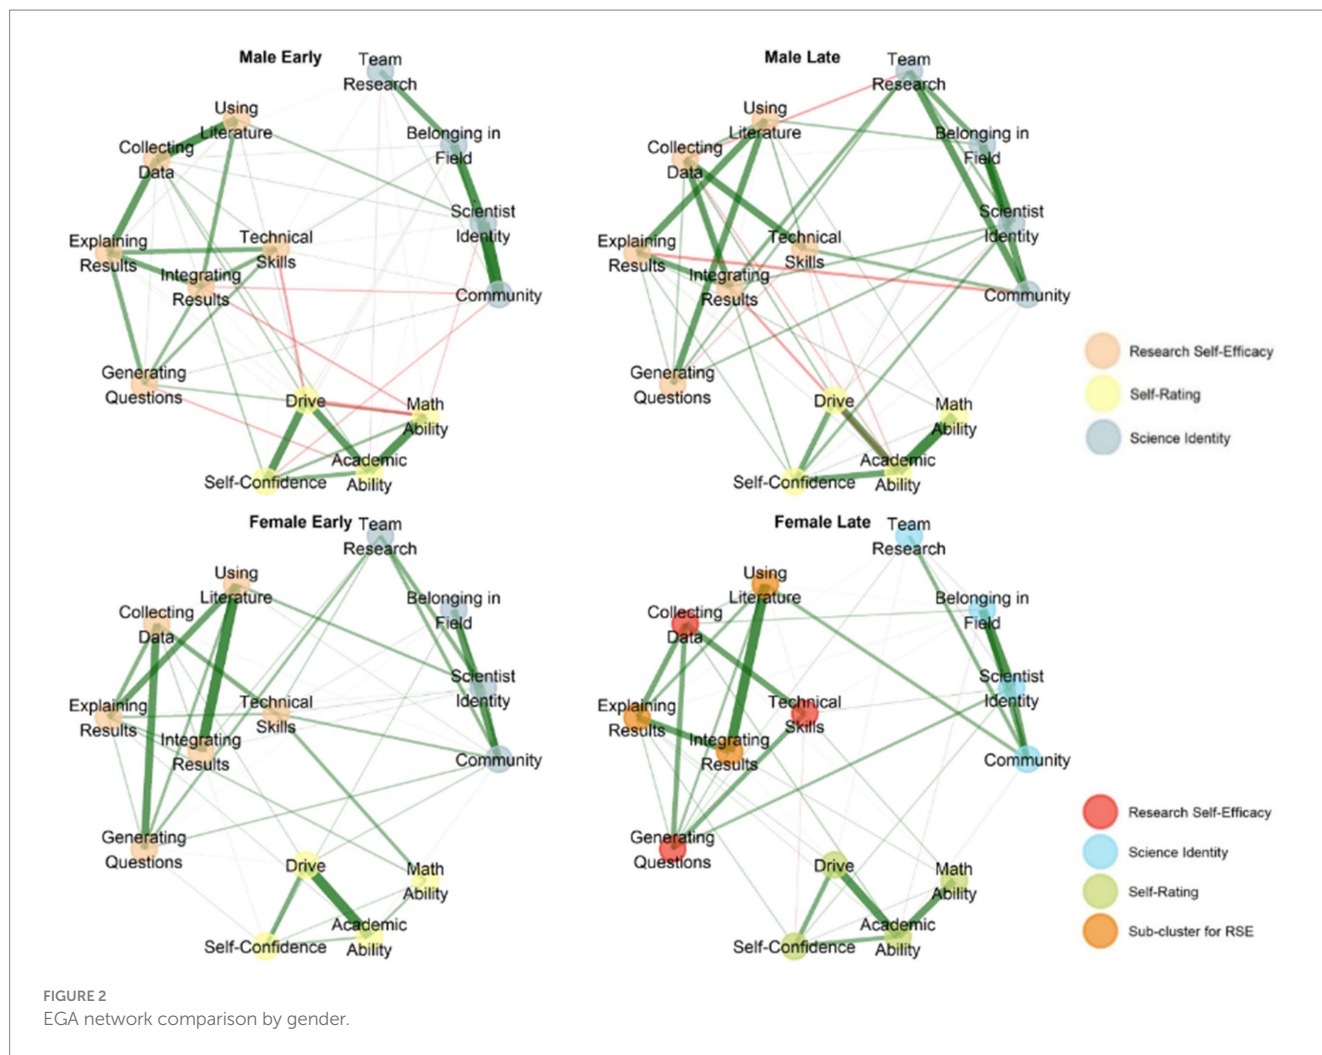 Male Early
Team
Research
Using
Literature
Belonging in
Field
Collecting
Data
Scientist
Identity
Explaining
Results
Technical
Skills
Integrating
Results
Community
Generating
Questions
Drive
Math
Ability
Academic
Ability
Self-Confidence
Male Late
Team
Research
Using
Literature
Belonging in
Field
Collecting
Data
Scientist
Identity
Explaining
Results
Technical
Skills
Integrating
Results
Community
Generating
Questions
Drive
Math
Ability
Academic
Ability
Self-Confidence
Research Self-Efficacy
Self-Rating
Science Identity
Female Early
Team
Research
Using
Literature
Belonging in
Field
Collecting
Data
Scientist
Identity
Explaining
Results
Technical
Skills
Integrating
Results
Community
Generating
Questions
Drive
Math
Ability
Academic
Ability
Self-Confidence
Female Late
Team
Research
Using
Literature
Belonging in
Field
Collecting
Data
Scientist
Identity
Explaining
Results
Technical
Skills
Integrating
Results
Community
Generating
Questions
Drive
Math
Ability
Academic
Ability
Self-Confidence
Research Self-Efficacy
Science Identity
Self-Rating
Sub-cluster for RSE
FIGURE 2
EGA network comparison by gender.